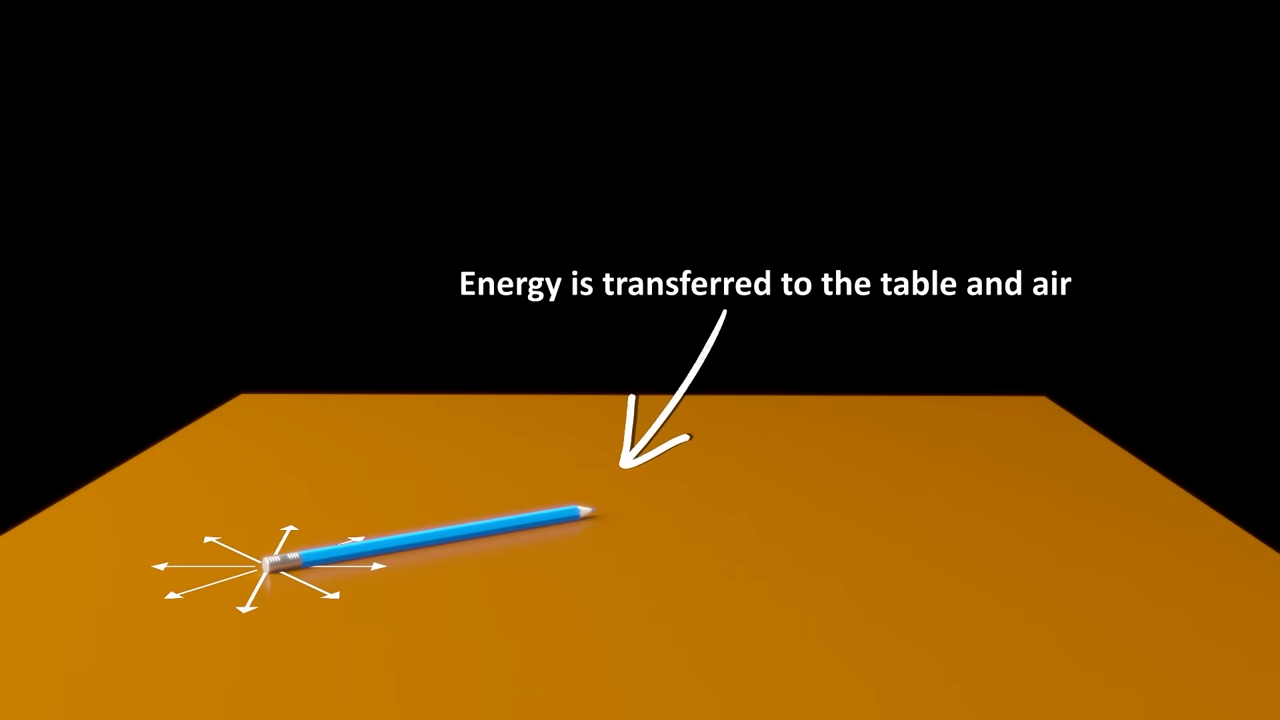 Energy is transferred to the table and air